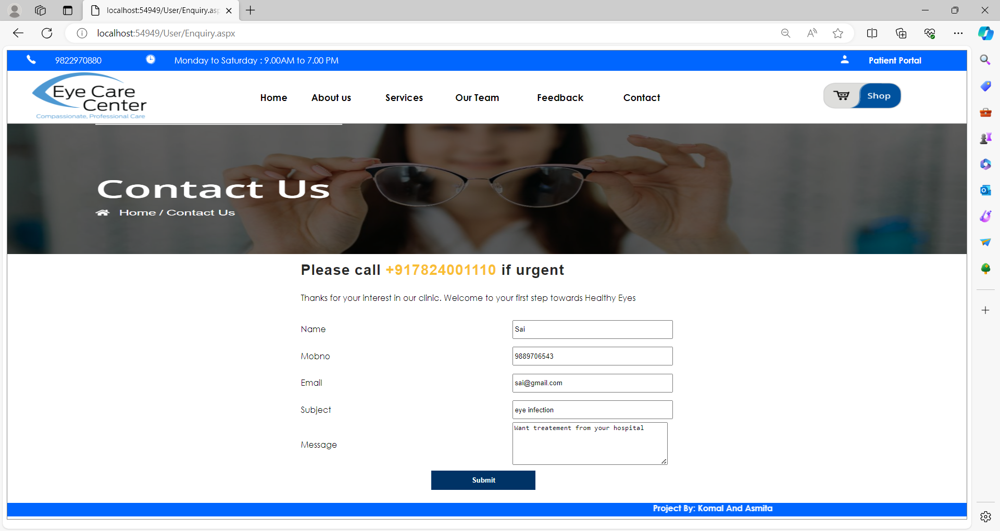 localhost:54949/User/Enquiry.asp
localhost:54949/User/Enquiry.aspx
9822970880 Monday to Saturday : 9.00AM to 7.00 PM Patient Portal
Eye Care
Center
Compassionate, Professional Care
Home About us Services Our Team Feedback Contact Shop
Contact Us
Home / Contact Us
Please call +917824001110 if urgent
Thanks for your interest in our clinic. Welcome to your first step towards Healthy Eyes
Name Sai
Mobno 9889706543
Email sai@gmail.com
Subject eye infection
Message Want treatement from your hospital
Submit
Project By: Komal And Asmita